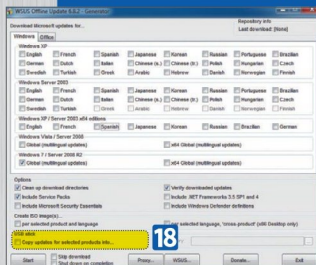 WSUS Offline Update 6.8.2 - Generator
Repository info
Download Microsoft updates for...
Last download: [None]
Windows Office
Windows XP
English French Spanish Japanese Korean Russian Portuguese Brazilian
German Dutch Italian Chinese (s.) Chinese (tr.) Polish Hungarian Czech
Swedish Turkish Greek Arabic Hebrew Danish Norwegian Finnish
Windows Server 2003
English French Spanish Japanese Korean Russian Portuguese Brazilian
German Dutch Italian Chinese (s.) Chinese (tr.) Polish Hungarian Czech
Swedish Turkish Greek Arabic Hebrew Danish Norwegian Finnish
Windows XP / Server 2003 x64 editions
English French Spanish Japanese Korean Russian Brazilian German
Windows Vista / Server 2008
Global (multilingual updates) x64 Global (multilingual updates)
Windows 7 / Server 2008 R2
Global (multilingual updates) x64 Global (multilingual updates)
Options
Clean up download directories Verify downloaded updates
Include Service Packs Include .NET Frameworks 3.5 SP1 and 4
Include Microsoft Security Essentials Include Windows Defender definitions
Create ISO image(s)...
per selected product and language per selected language, 'cross product' (x86 Desktop only)
USB stick
Copy updates for selected products into...
18
Start Skip download Proxy... WSUS... Donate... Exit
Shut down on completion